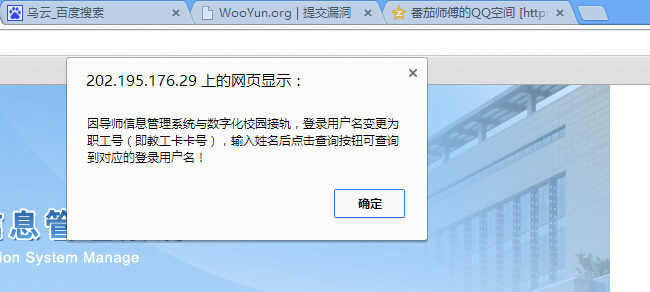 乌云_百度搜索
WooYun.org | 提交漏洞
番茄师傅的QQ空间 [http
202.195.176.29 上的网页显示：
因导师信息管理系统与数字化校园接轨，登录用户名变更为
职工号（即教工卡卡号），输入姓名后点击查询按钮可查询
到对应的登录用户名！
确定
信息管
ion System Manage